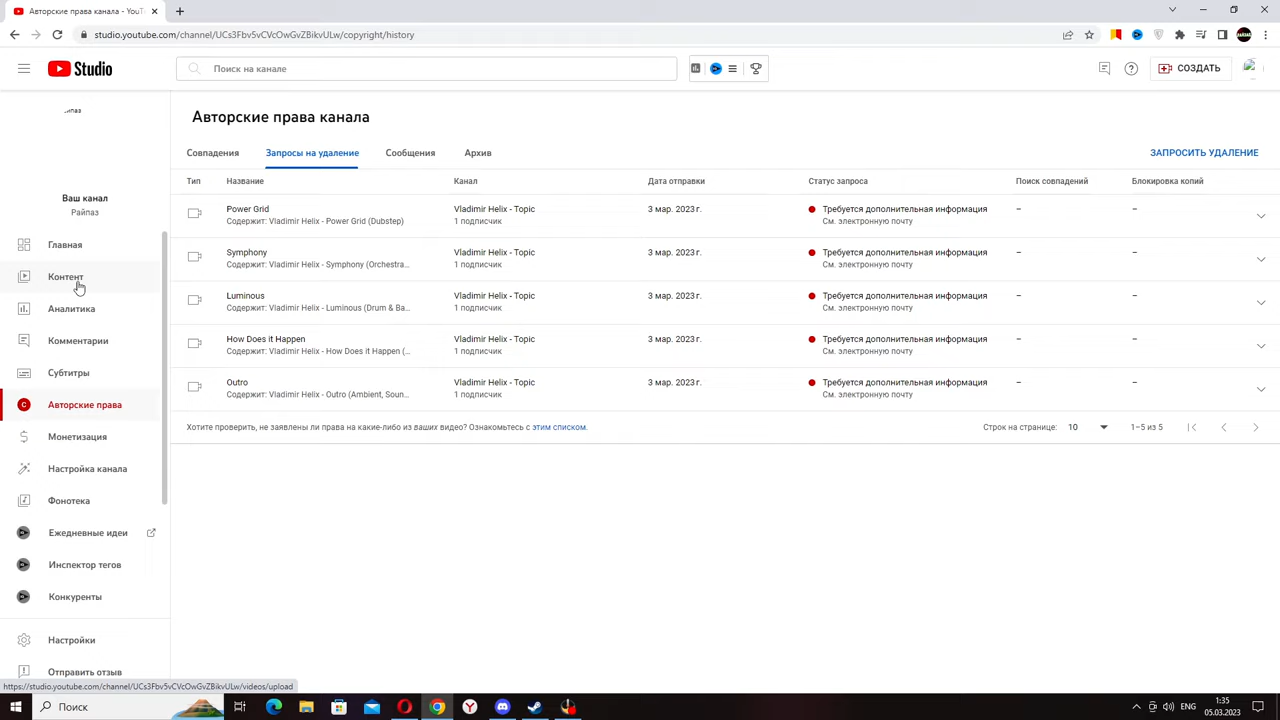 Авторские права канала - YouT
studio.youtube.com/channel/UCs3Fbv5vCVcOwGvZBikvULw/copyright/history
Studio
Поиск на канале
СОЗДАТЬ
Ваш канал
Райпаз
Главная
Контент
Аналитика
Комментарии
Субтитры
Авторские права
Монетизация
Настройка канала
Фонотека
Ежедневные идеи
Инспектор тегов
Конкуренты
Настройки
Отправить отзыв
Авторские права канала
Совпадения Запросы на удаление Сообщения Архив ЗАПРОСИТЬ УДАЛЕНИЕ
Тип Название Канал Дата отправки Статус запроса Поиск совпадений Блокировка копий
Power Grid Vladimir Helix - Topic 3 мар. 2023 г. Требуется дополнительная информация – –
Содержит: Vladimir Helix - Power Grid (Dubstep) 1 подписчик См. электронную почту
Symphony Vladimir Helix - Topic 3 мар. 2023 г. Требуется дополнительная информация – –
Содержит: Vladimir Helix - Symphony (Orchestra... 1 подписчик См. электронную почту
Luminous Vladimir Helix - Topic 3 мар. 2023 г. Требуется дополнительная информация – –
Содержит: Vladimir Helix - Luminous (Drum & Ba... 1 подписчик См. электронную почту
How Does it Happen Vladimir Helix - Topic 3 мар. 2023 г. Требуется дополнительная информация – –
Содержит: Vladimir Helix - How Does it Happen (... 1 подписчик См. электронную почту
Outro Vladimir Helix - Topic 3 мар. 2023 г. Требуется дополнительная информация – –
Содержит: Vladimir Helix - Outro (Ambient, Soun... 1 подписчик См. электронную почту
Хотите проверить, не заявлены ли права на какие-либо из ваших видео? Ознакомьтесь с этим списком. Строк на странице: 10 1–5 из 5
https://studio.youtube.com/channel/UCs3Fbv5vCVcOwGvZBikvULw/videos/upload
Поиск
ENG
1:35
05.03.2023